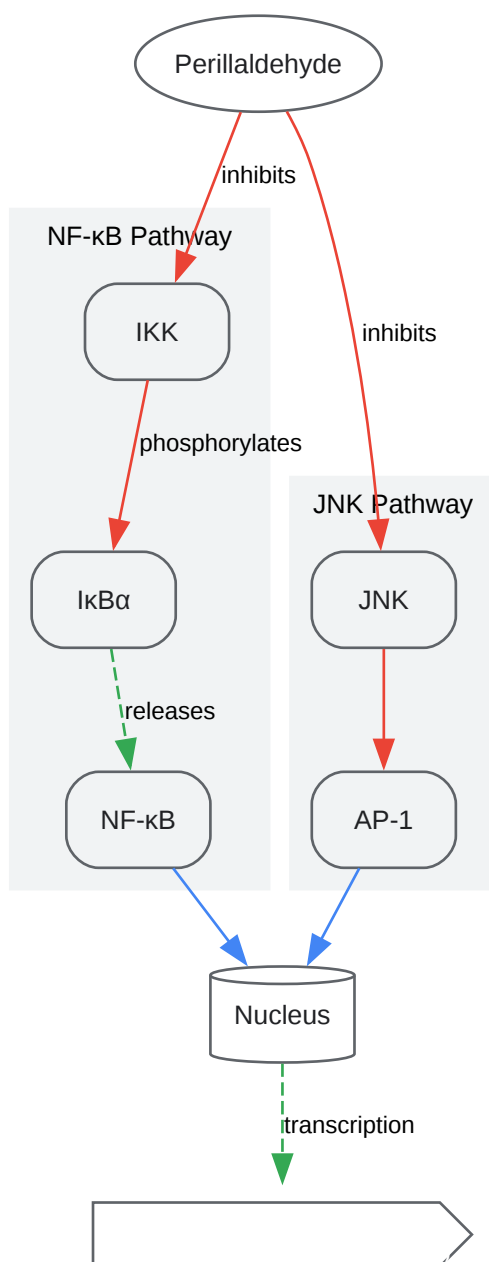 Perillaldehyde
inhibits
NF-κB Pathway
IKK
inhibits
phosphorylates
JNK Pathway
IκBα
JNK
releases
NF-κB
AP-1
Nucleus
transcription